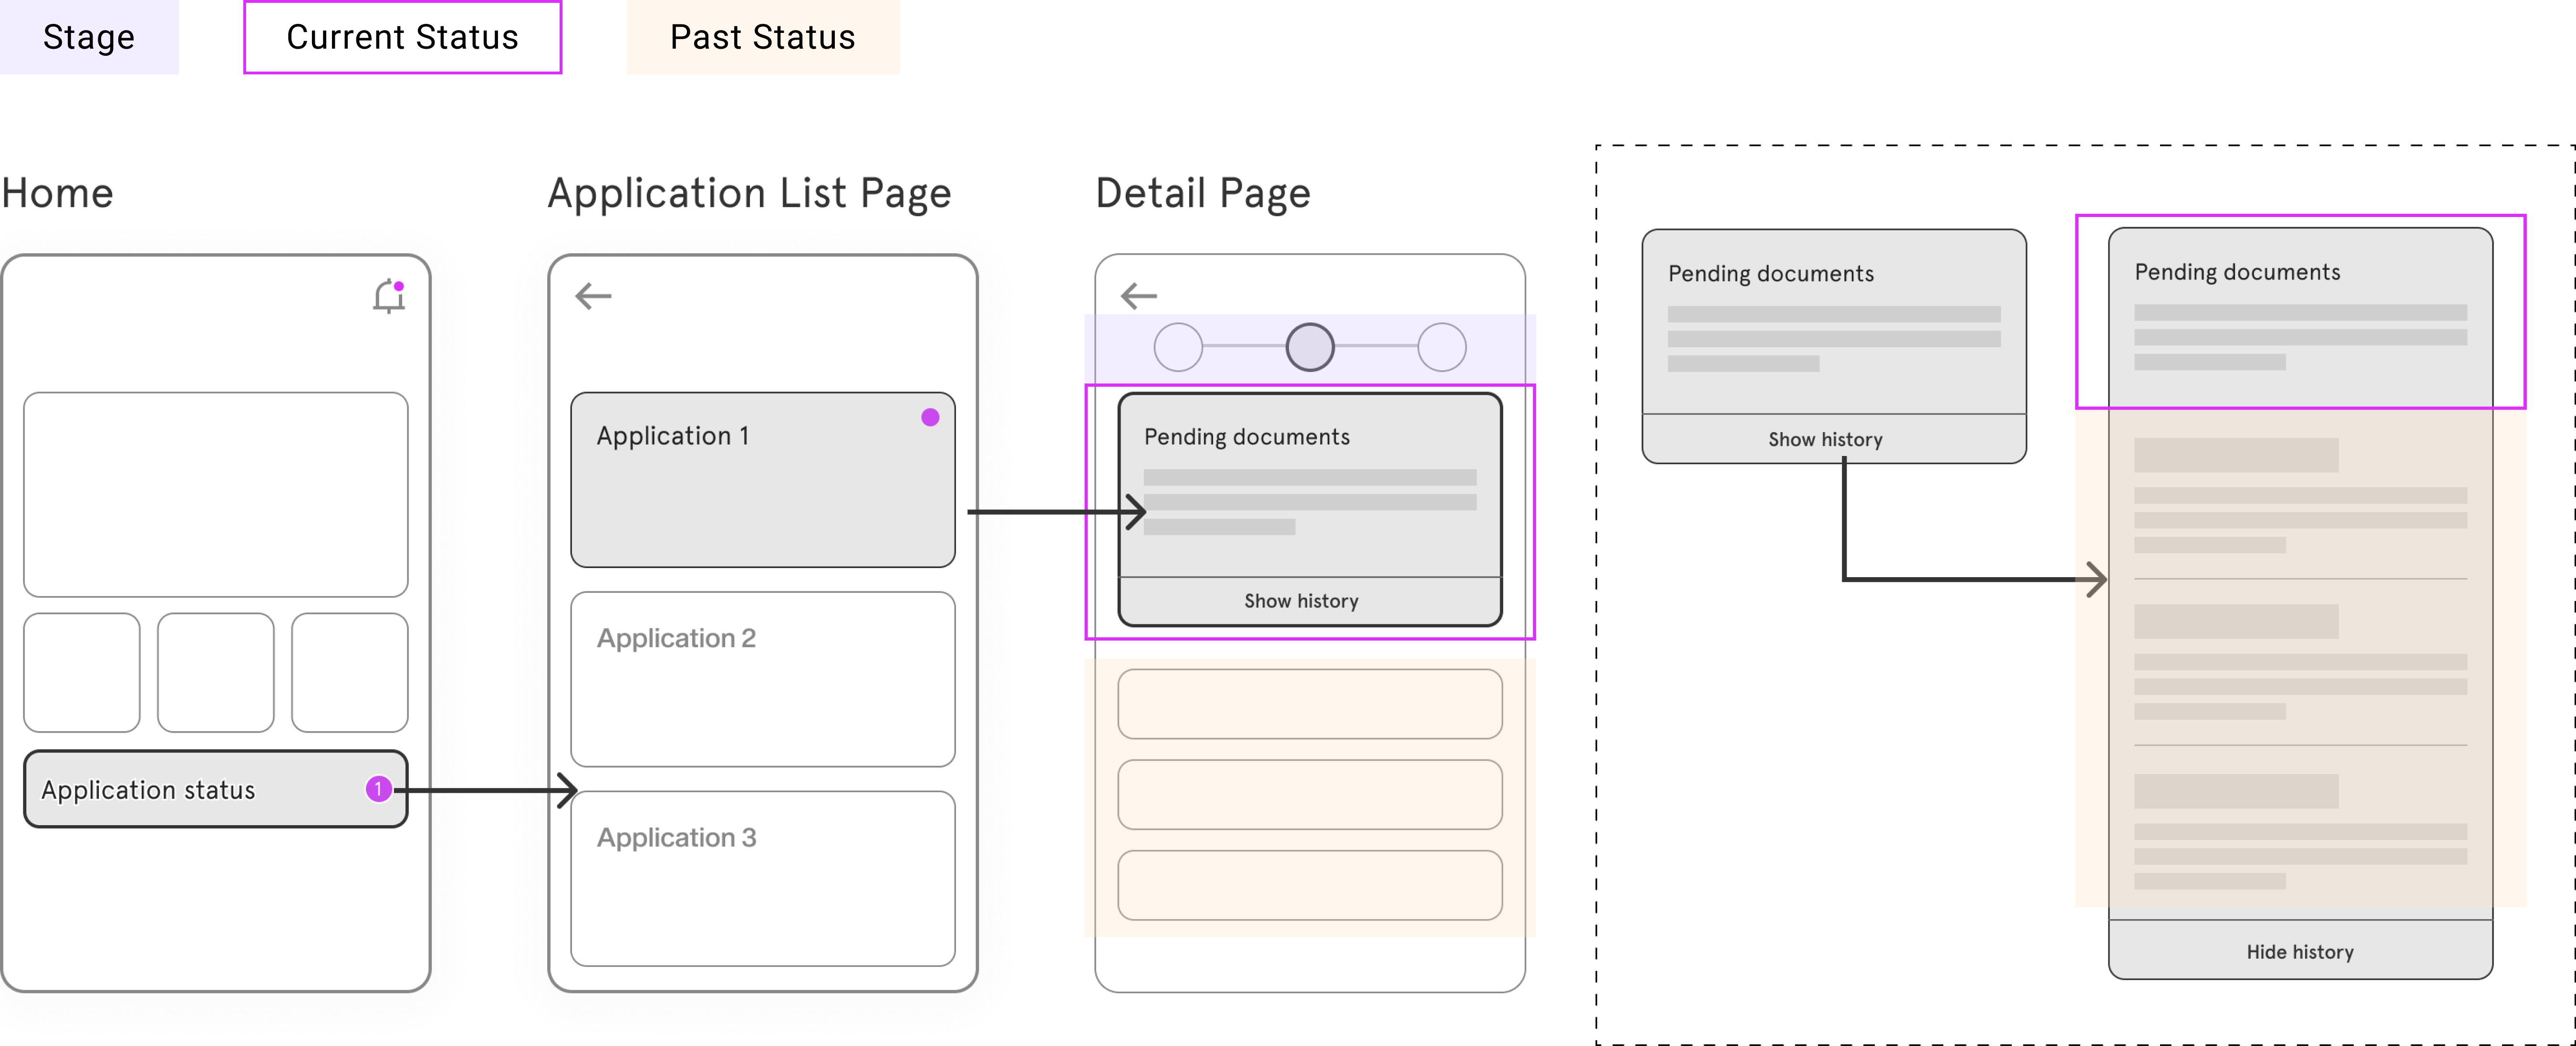 Stage
Current Status
Past Status
Home
Application status
1
Application List Page
Application 1
Application 2
Application 3
Detail Page
Pending documents
Show history
Pending documents
Show history
Pending documents
Hide history